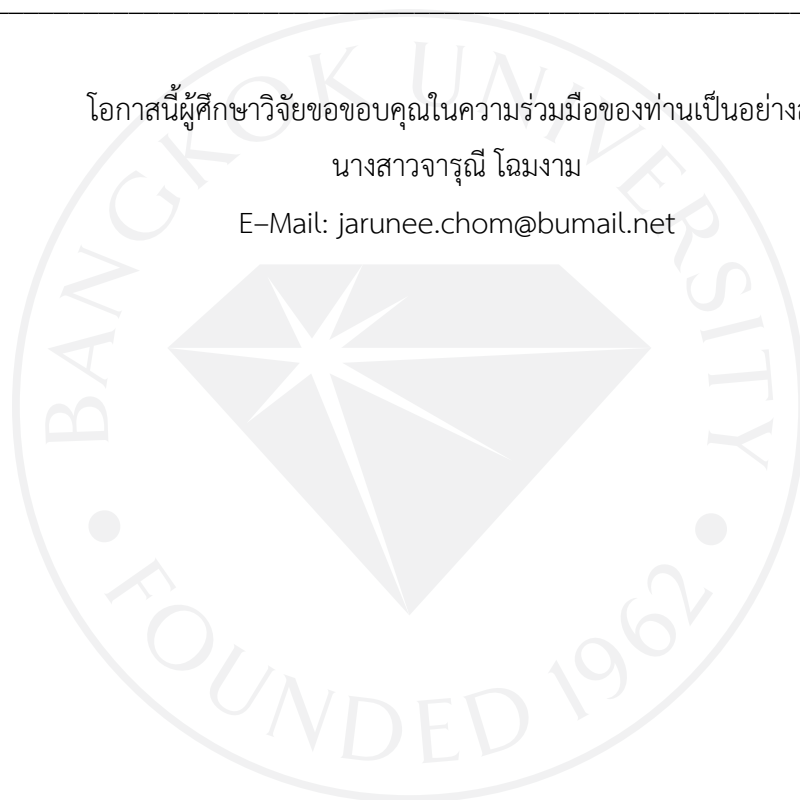 โอกาสนี้ผู้ศึกษาวิจัยขอขอบคุณในความร่วมมือของท่านเป็นอย่าง
นางสาวจารุณี โฉมงาม
E–Mail: jarunee.chom@bumail.net
BANGKOK UNIVERSITY
• FOUNDED 1962 •